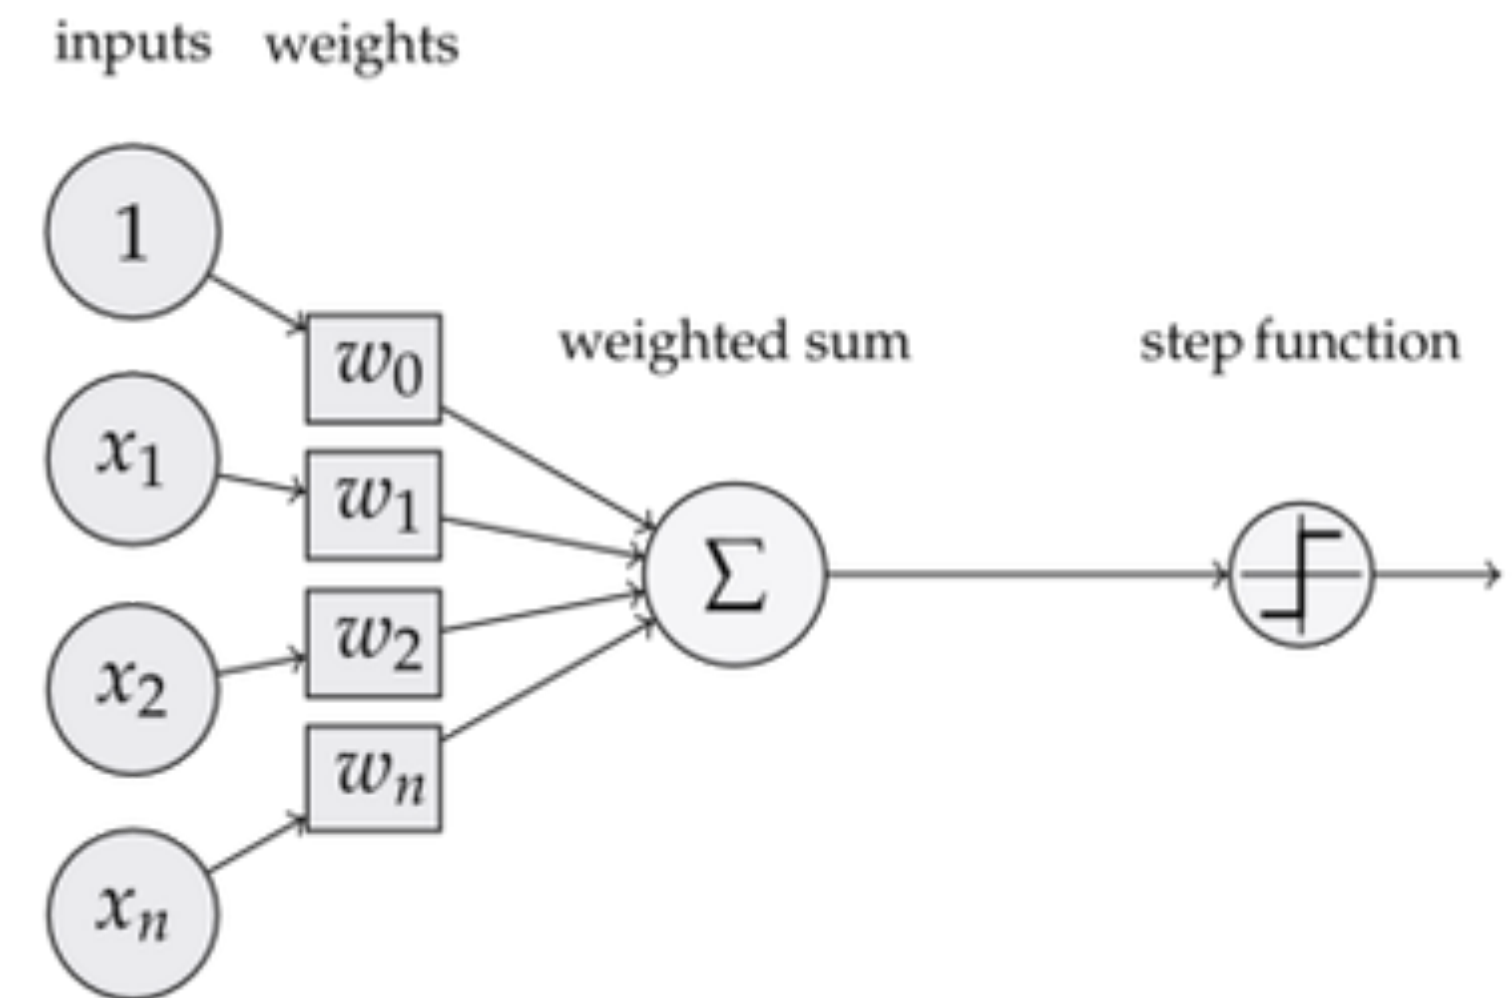 inputs weights
1
w₀
weighted sum
step function
x₁
w₁
Σ
x₂
w₂
wₙ
xₙ